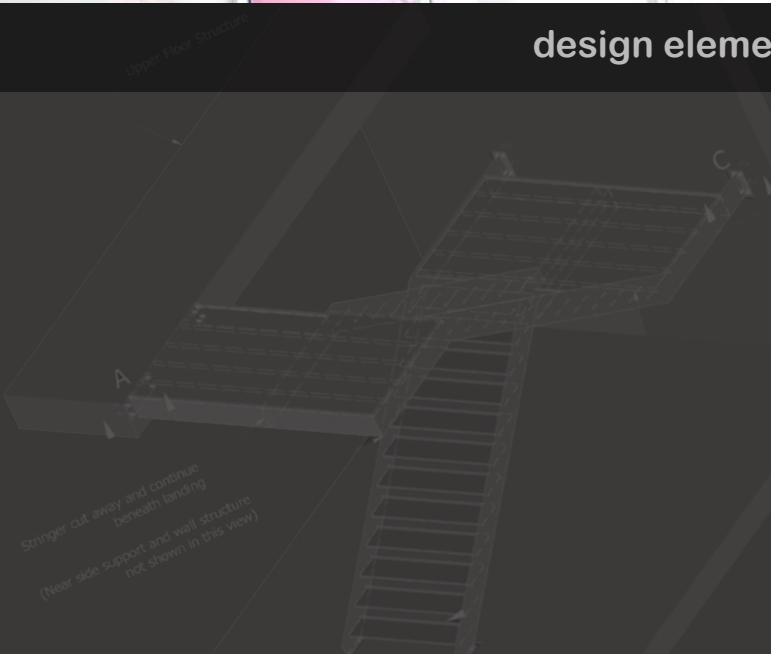 design eleme
Upper Floor Structure
C
A
Stringer cut away and continue
beneath landing
(Near side support and wall structure
not shown in this view)